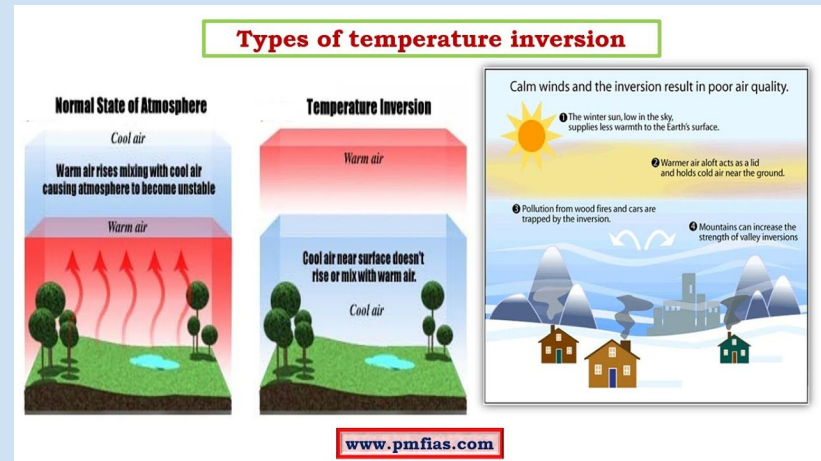 Types of temperature inversion
Normal State of Atmosphere
Cool air
Warm air rises mixing with cool air
causing atmosphere to become unstable
Warm air
Temperature Inversion
Warm air
Cool air near surface doesn't
rise or mix with warm air.
Cool air
Calm winds and the inversion result in poor air quality.
1 The winter sun, low in the sky,
supplies less warmth to the Earth's surface.
2 Warmer air aloft acts as a lid
and holds cold air near the ground.
3 Pollution from wood fires and cars are
trapped by the inversion.
4 Mountains can increase the
strength of valley inversions
www.pmfias.com